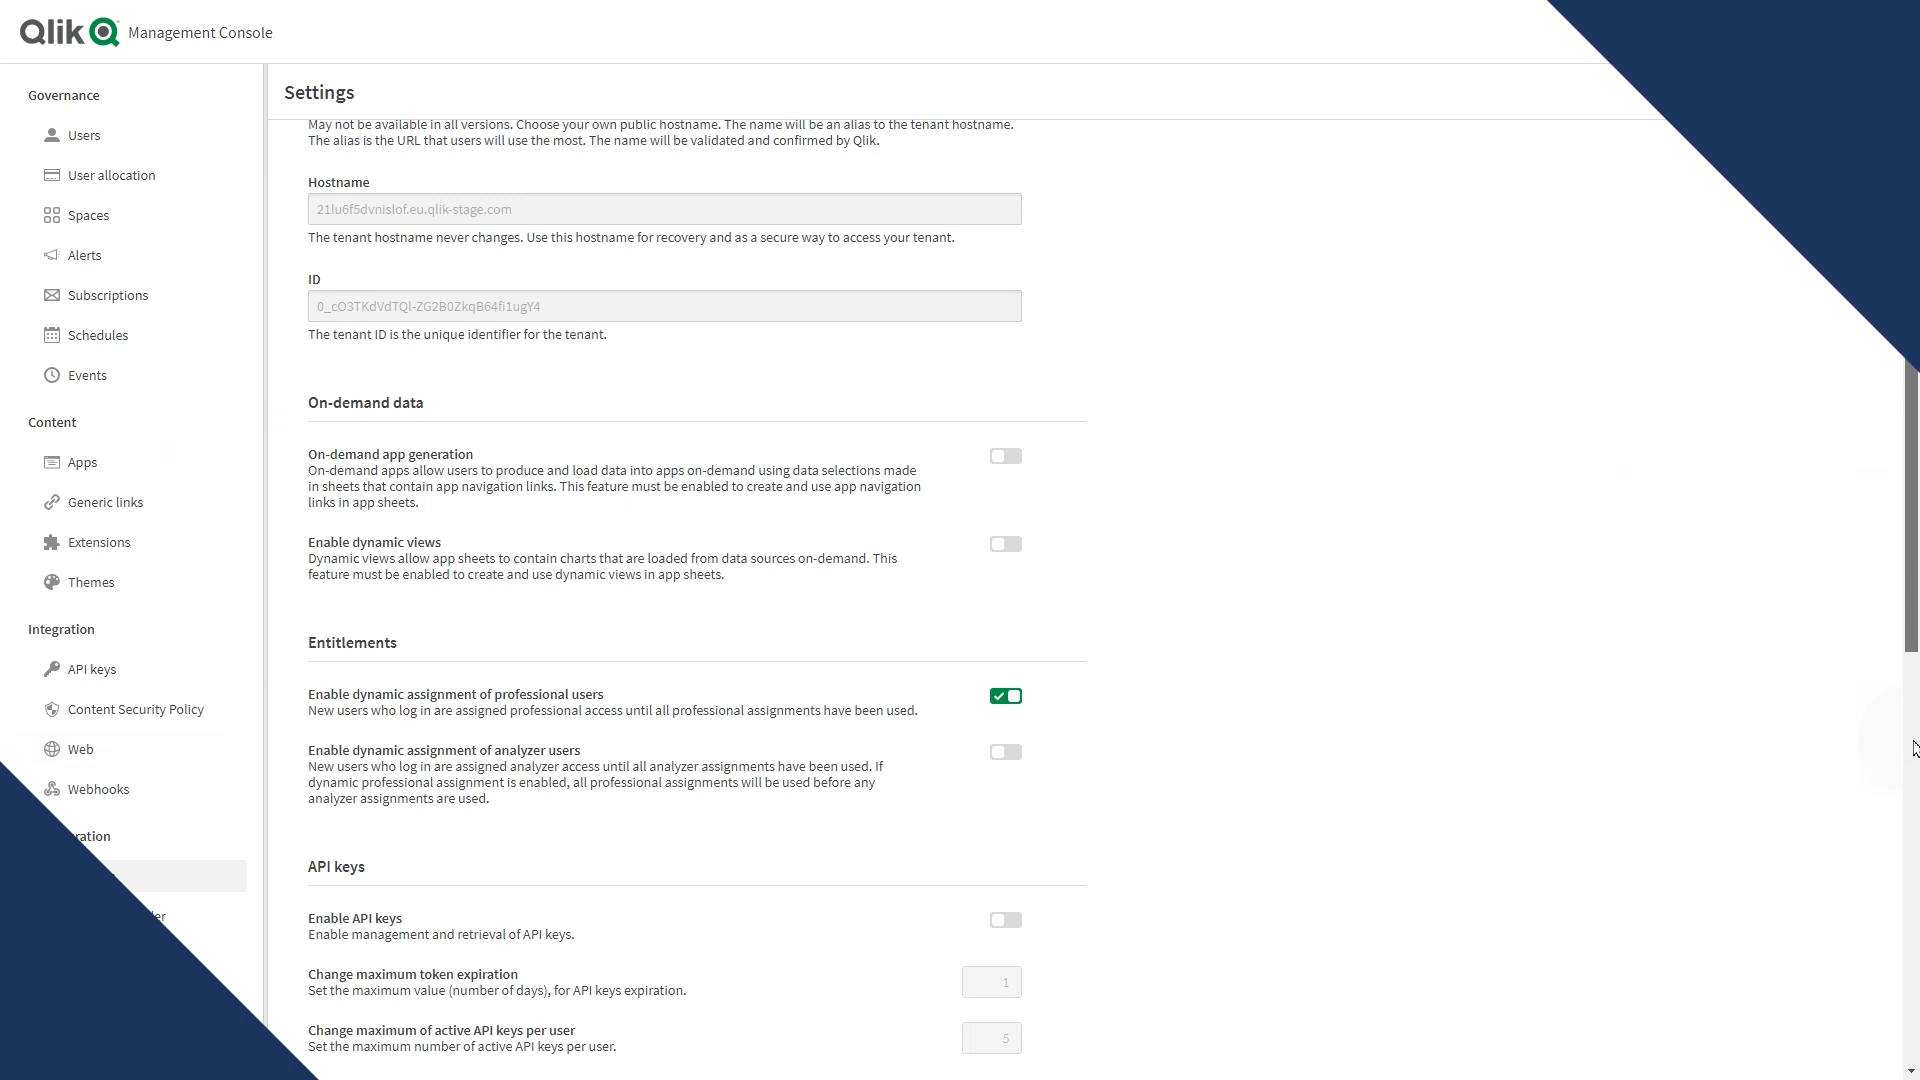 Qlik Management Console
Governance
Users
User allocation
Spaces
Alerts
Subscriptions
Schedules
Events
Content
Apps
Generic links
Extensions
Themes
Integration
API keys
Content Security Policy
Web
Webhooks
Settings
May not be available in all versions. Choose your own public hostname. The name will be an alias to the tenant hostname.
The alias is the URL that users will use the most. The name will be validated and confirmed by Qlik.
Hostname
21lu6f5dvnislof.eu.qlik-stage.com
The tenant hostname never changes. Use this hostname for recovery and as a secure way to access your tenant.
ID
0_cO3TKdVdTQl-ZG2B0ZkqB64fi1ugY4
The tenant ID is the unique identifier for the tenant.
On-demand data
On-demand app generation
On-demand apps allow users to produce and load data into apps on-demand using data selections made
in sheets that contain app navigation links. This feature must be enabled to create and use app navigation
links in app sheets.
Enable dynamic views
Dynamic views allow app sheets to contain charts that are loaded from data sources on-demand. This
feature must be enabled to create and use dynamic views in app sheets.
Entitlements
Enable dynamic assignment of professional users
New users who log in are assigned professional access until all professional assignments have been used.
Enable dynamic assignment of analyzer users
New users who log in are assigned analyzer access until all analyzer assignments have been used. If
dynamic professional assignment is enabled, all professional assignments will be used before any
analyzer assignments are used.
API keys
Enable API keys
Enable management and retrieval of API keys.
Change maximum token expiration
1
Set the maximum value (number of days), for API keys expiration.
Change maximum of active API keys per user
5
Set the maximum number of active API keys per user.